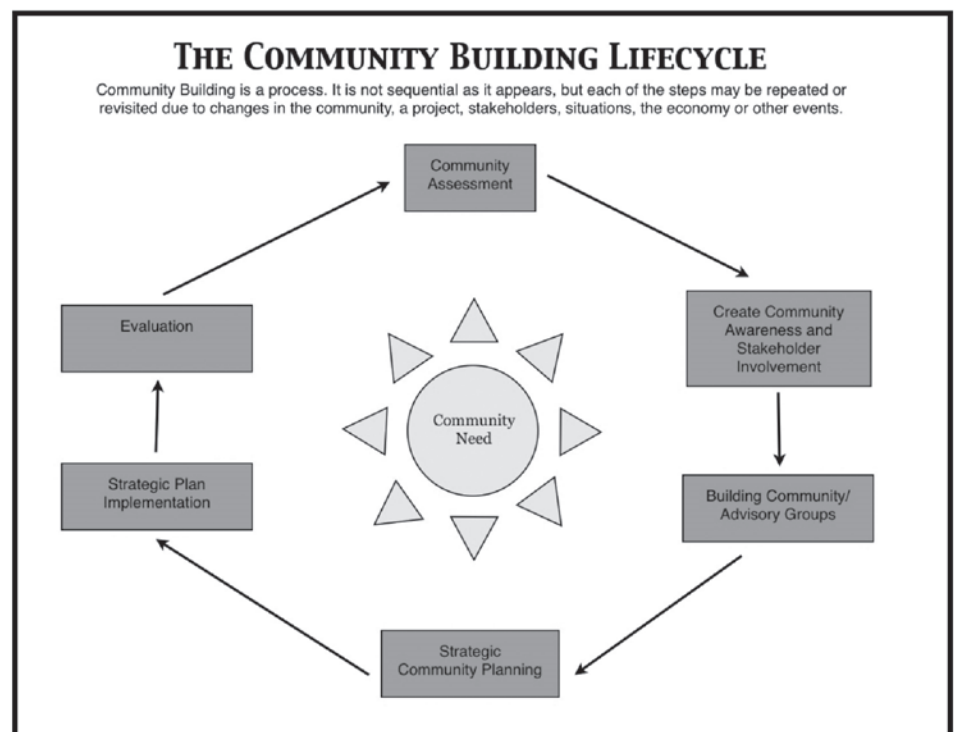 THE COMMUNITY BUILDING LIFECYCLE
Community Building is a process. It is not sequential as it appears, but each of the steps may be repeated or
revisited due to changes in the community, a project, stakeholders, situations, the economy or other events.
Community
Assessment
Create Community
Awareness and
Stakeholder
Involvement
Building Community/
Advisory Groups
Strategic
Community Planning
Strategic Plan
Implementation
Evaluation
Community
Need